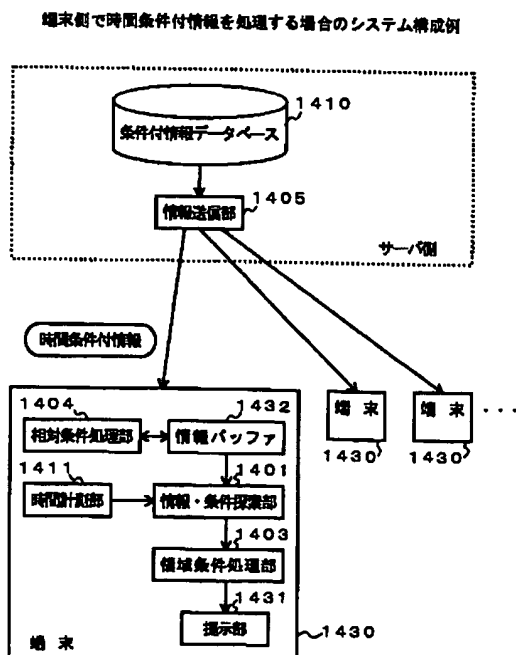 端末側で時間条件付情報を処理する場合のシステム構成例
1410
条件付情報データベース
1405
情報送信部
サーバ側
時間条件付情報
1404
1432
相対条件処理部
情報バッファ
端 末
端 末
・・・
1430
1430
1411
1401
時間計刻部
情報・条件探索部
1403
領域条件処理部
1431
提示部
端 末
1430